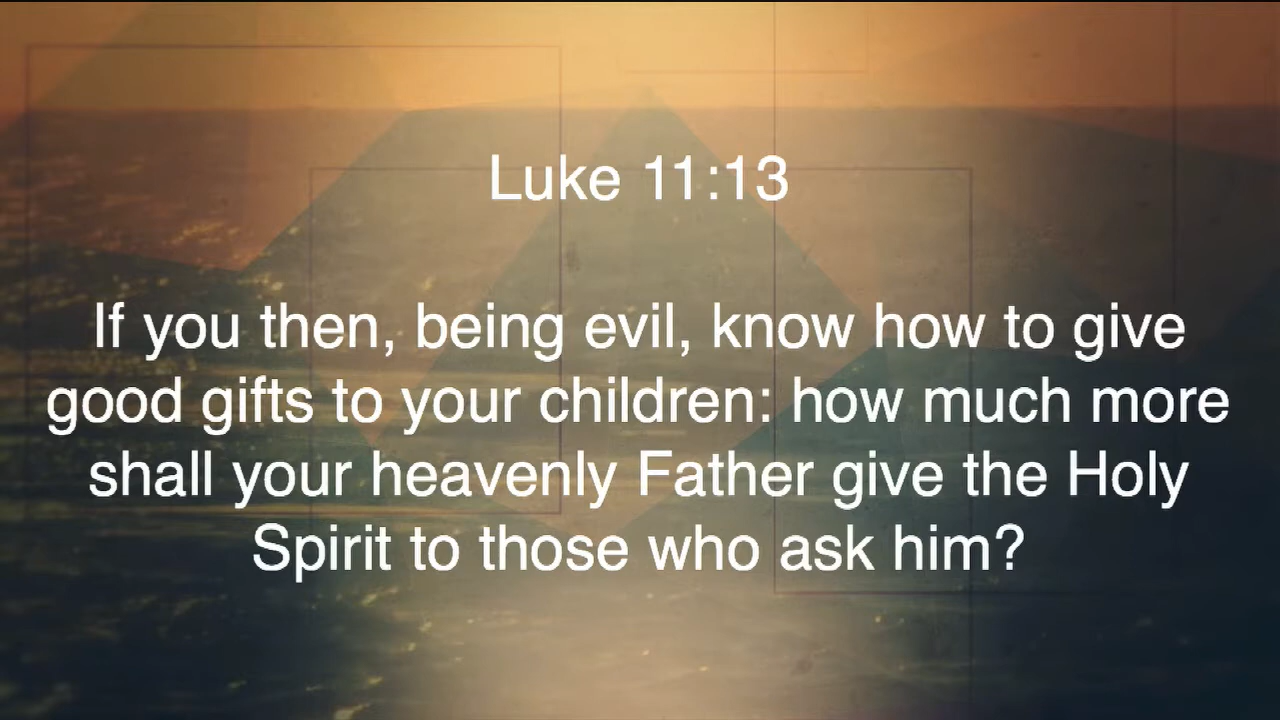 Luke 11:13
If you then, being evil, know how to give
good gifts to your children: how much more
shall your heavenly Father give the Holy
Spirit to those who ask him?